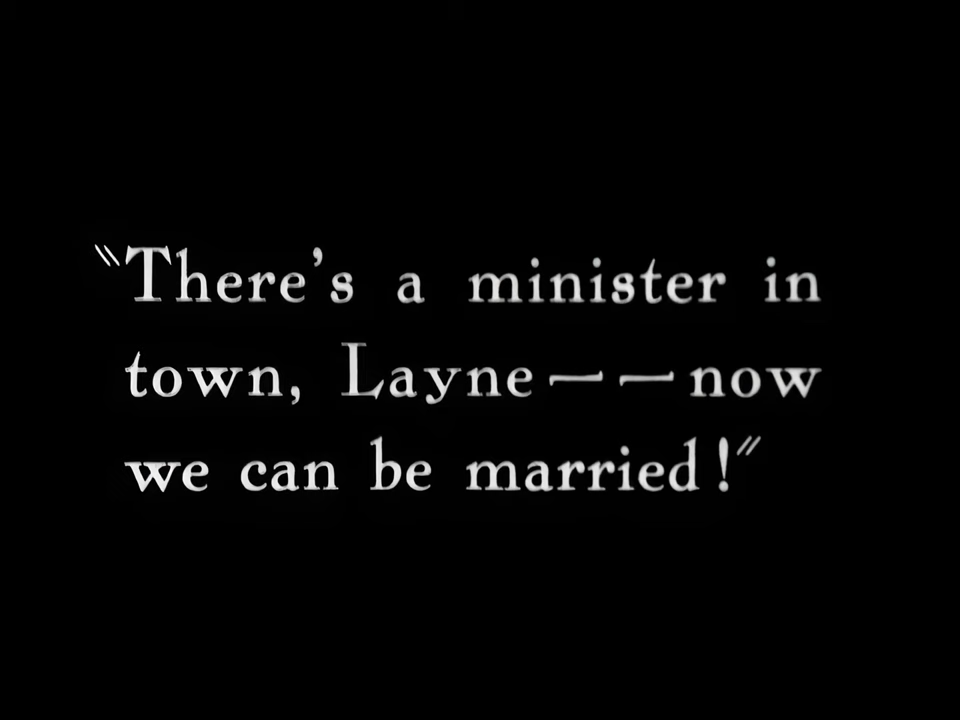 "There's a minister in
town, Layne——now
we can be married!"